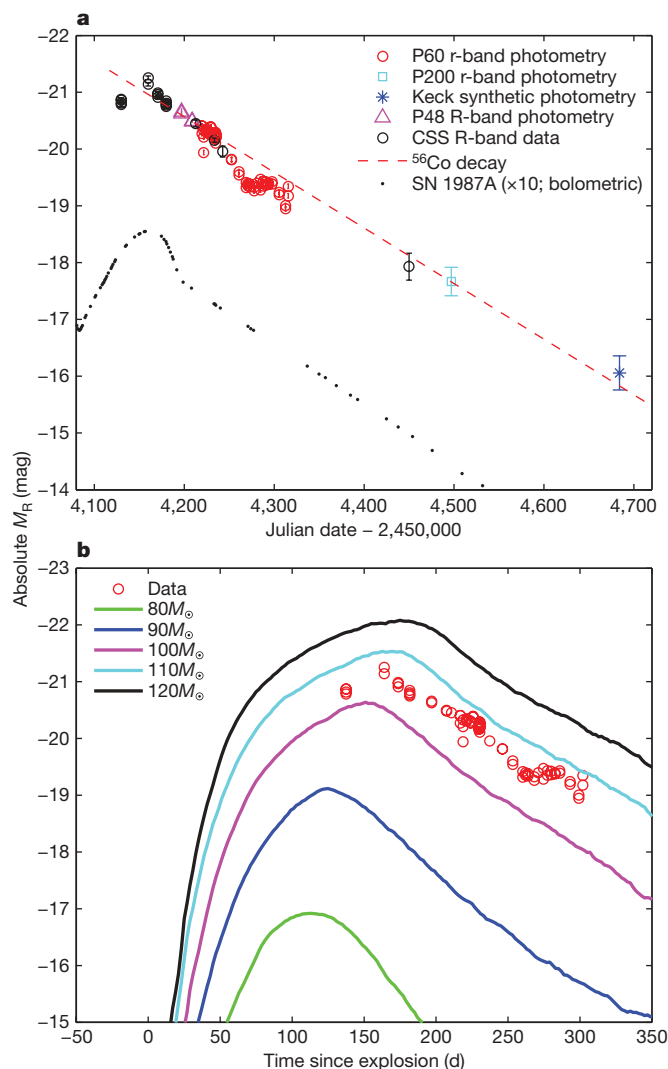 a
−22
−21
−20
−19
−18
−17
−16
−15
−14
P60 r-band photometry
P200 r-band photometry
Keck synthetic photometry
P48 R-band photometry
CSS R-band data
⁵⁶Co decay
SN 1987A (×10; bolometric)
4,100 4,200 4,300 4,400 4,500 4,600 4,700
Julian date − 2,450,000
Absolute M_R (mag)
b
−23
−22
−21
−20
−19
−18
−17
−16
−15
Data
80M☉
90M☉
100M☉
110M☉
120M☉
−50 0 50 100 150 200 250 300 350
Time since explosion (d)